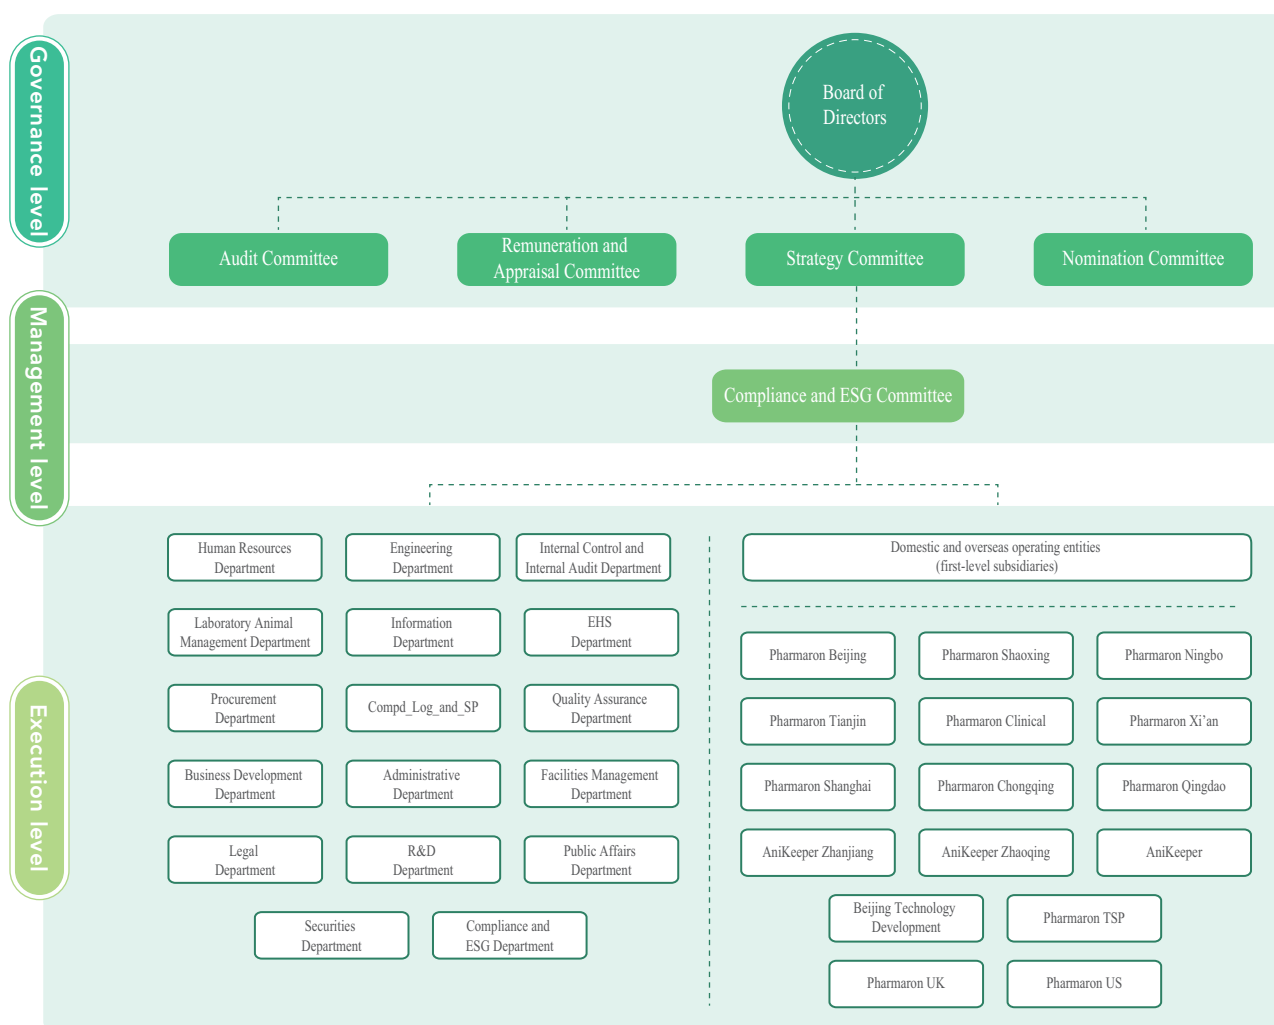 Governance level
Board of
Directors
Audit Committee
Remuneration and
Appraisal Committee
Strategy Committee
Nomination Committee
Management level
Compliance and ESG Committee
Execution level
Human Resources
Department
Engineering
Department
Internal Control and
Internal Audit Department
Laboratory Animal
Management Department
Information
Department
EHS
Department
Procurement
Department
Compd_Log_and_SP
Quality Assurance
Department
Business Development
Department
Administrative
Department
Facilities Management
Department
Legal
Department
R&D
Department
Public Affairs
Department
Securities
Department
Compliance and
ESG Department
Domestic and overseas operating entities
(first-level subsidiaries)
Pharmaron Beijing
Pharmaron Shaoxing
Pharmaron Ningbo
Pharmaron Tianjin
Pharmaron Clinical
Pharmaron Xi’an
Pharmaron Shanghai
Pharmaron Chongqing
Pharmaron Qingdao
AniKeeper Zhanjiang
AniKeeper Zhaoqing
AniKeeper
Beijing Technology
Development
Pharmaron TSP
Pharmaron UK
Pharmaron US